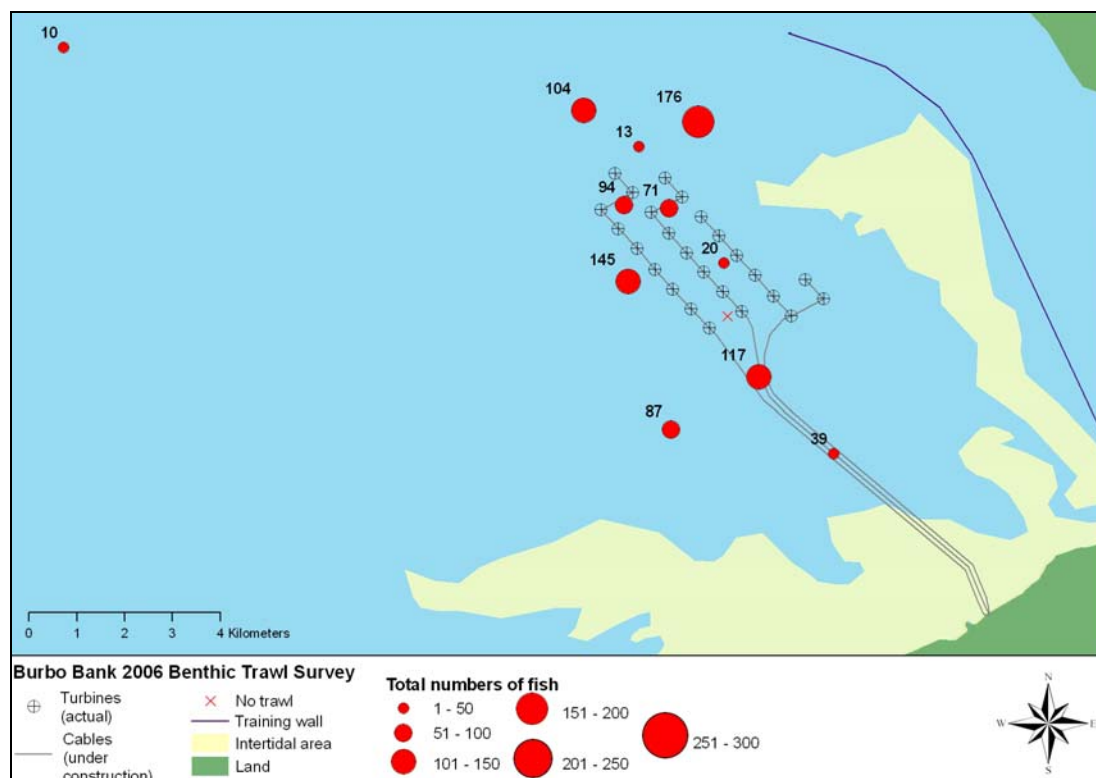 10
104
176
13
94
71
20
145
117
87
39
0 1 2 3 4 Kilometers
Burbo Bank 2006 Benthic Trawl Survey
Turbines
(actual)
Cables
(under
construction)
No trawl
Training wall
Intertidal area
Land
Total numbers of fish
1 - 50
51 - 100
101 - 150
151 - 200
201 - 250
251 - 300
N
W E
S